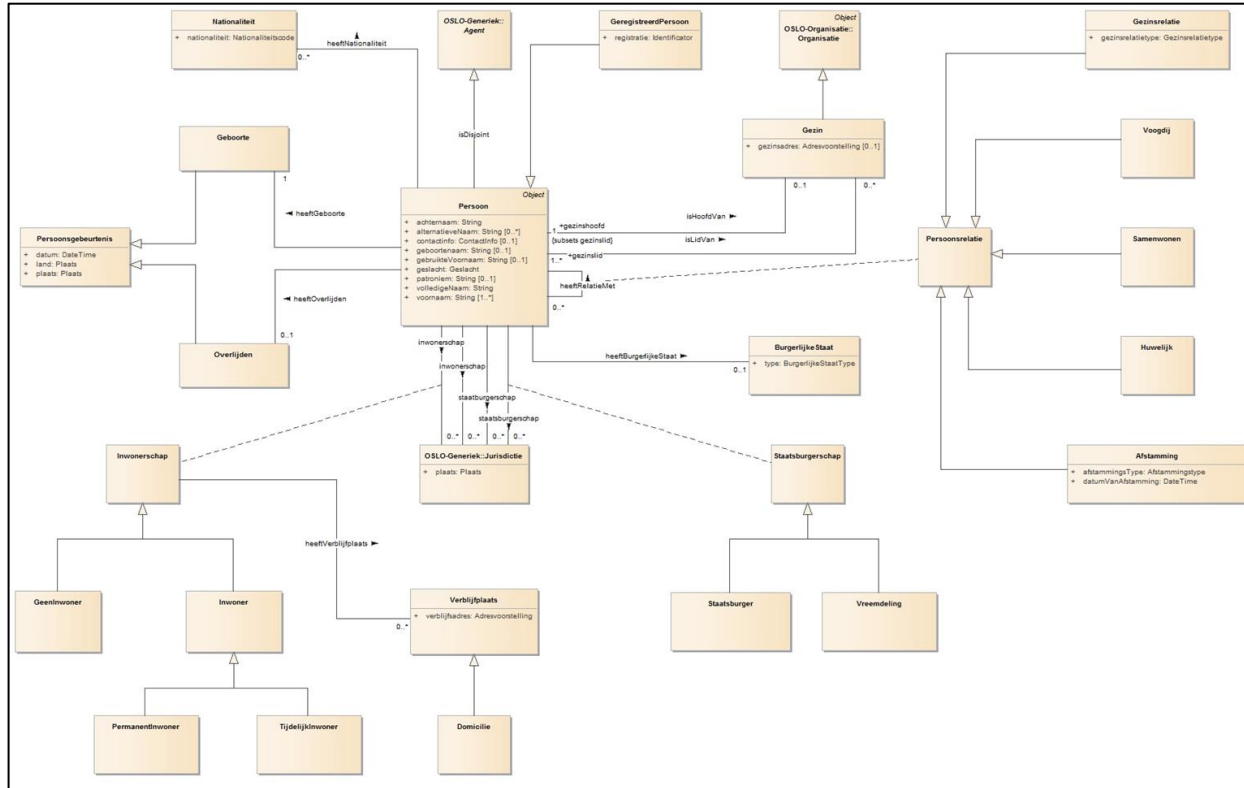 Nationaliteit
+ nationaliteit: Nationaliteitscode
heeftNationaliteit
0..*
OSLO-Generiek::
Agent
GeregistreerdPersoon
+ registratie: Identificator
Object
OSLO-Organisatie::
Organisatie
Gezinsrelatie
+ gezinsrelatietype: Gezinsrelatietype
Geboorte
1
heeftGeboorte
isDisjoint
Gezin
+ gezinsadres: Adresvoorstelling [0..1]
0..1
0..*
Voogdij
Persoonsgebeurtenis
+ datum: DateTime
+ land: Plaats
+ plaats: Plaats
Object
Persoon
+ achternaam: String
+ alternatieveNaam: String [0..*]
+ contactinfo: ContactInfo [0..1]
+ geboortenaam: String [0..1]
+ gebruikteVoornaam: String [0..1]
+ geslacht: Geslacht
+ patroniem: String [0..1]
+ volledigeNaam: String
+ voornaam: String [1..*]
isHoofdVan
+gezinshoofd
1
{subsets gezinslid}
isLidVan
+gezinslid
1..*
heeftRelatieMet
0..*
Persoonsrelatie
Samenwonen
heeftOverlijden
0..1
Overlijden
inwonerschap
inwonerschap
staatburgerschap
staatsburgerschap
0..*
0..*
0..*
0..*
heeftBurgerlijkeStaat
0..1
BurgerlijkeStaat
+ type: BurgerlijkeStaatType
Huwelijk
Inwonerschap
OSLO-Generiek::Jurisdictie
+ plaats: Plaats
Staatsburgerschap
Afstamming
+ afstammingsType: Afstammingstype
+ datumVanAfstamming: DateTime
heeftVerblijfplaats
0..*
GeenInwoner
Inwoner
Verblijfplaats
+ verblijfsadres: Adresvoorstelling
Staatsburger
Vreemdeling
PermanentInwoner
TijdelijkInwoner
Domicilie